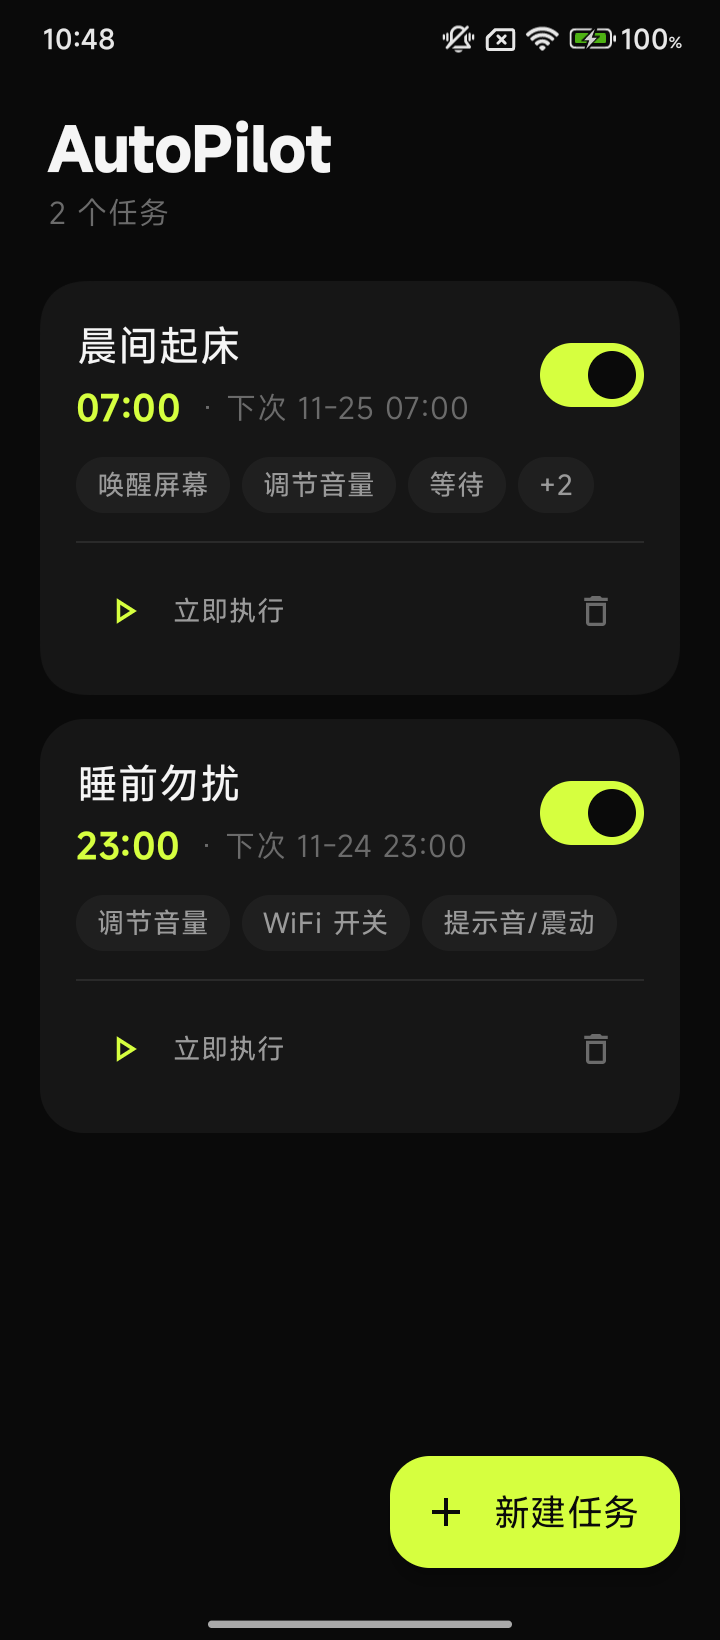 10:48 100%
AutoPilot
2 个任务
晨间起床
07:00 · 下次 11-25 07:00
唤醒屏幕 调节音量 等待 +2
立即执行
睡前勿扰
23:00 · 下次 11-24 23:00
调节音量 WiFi 开关 提示音/震动
立即执行
+ 新建任务